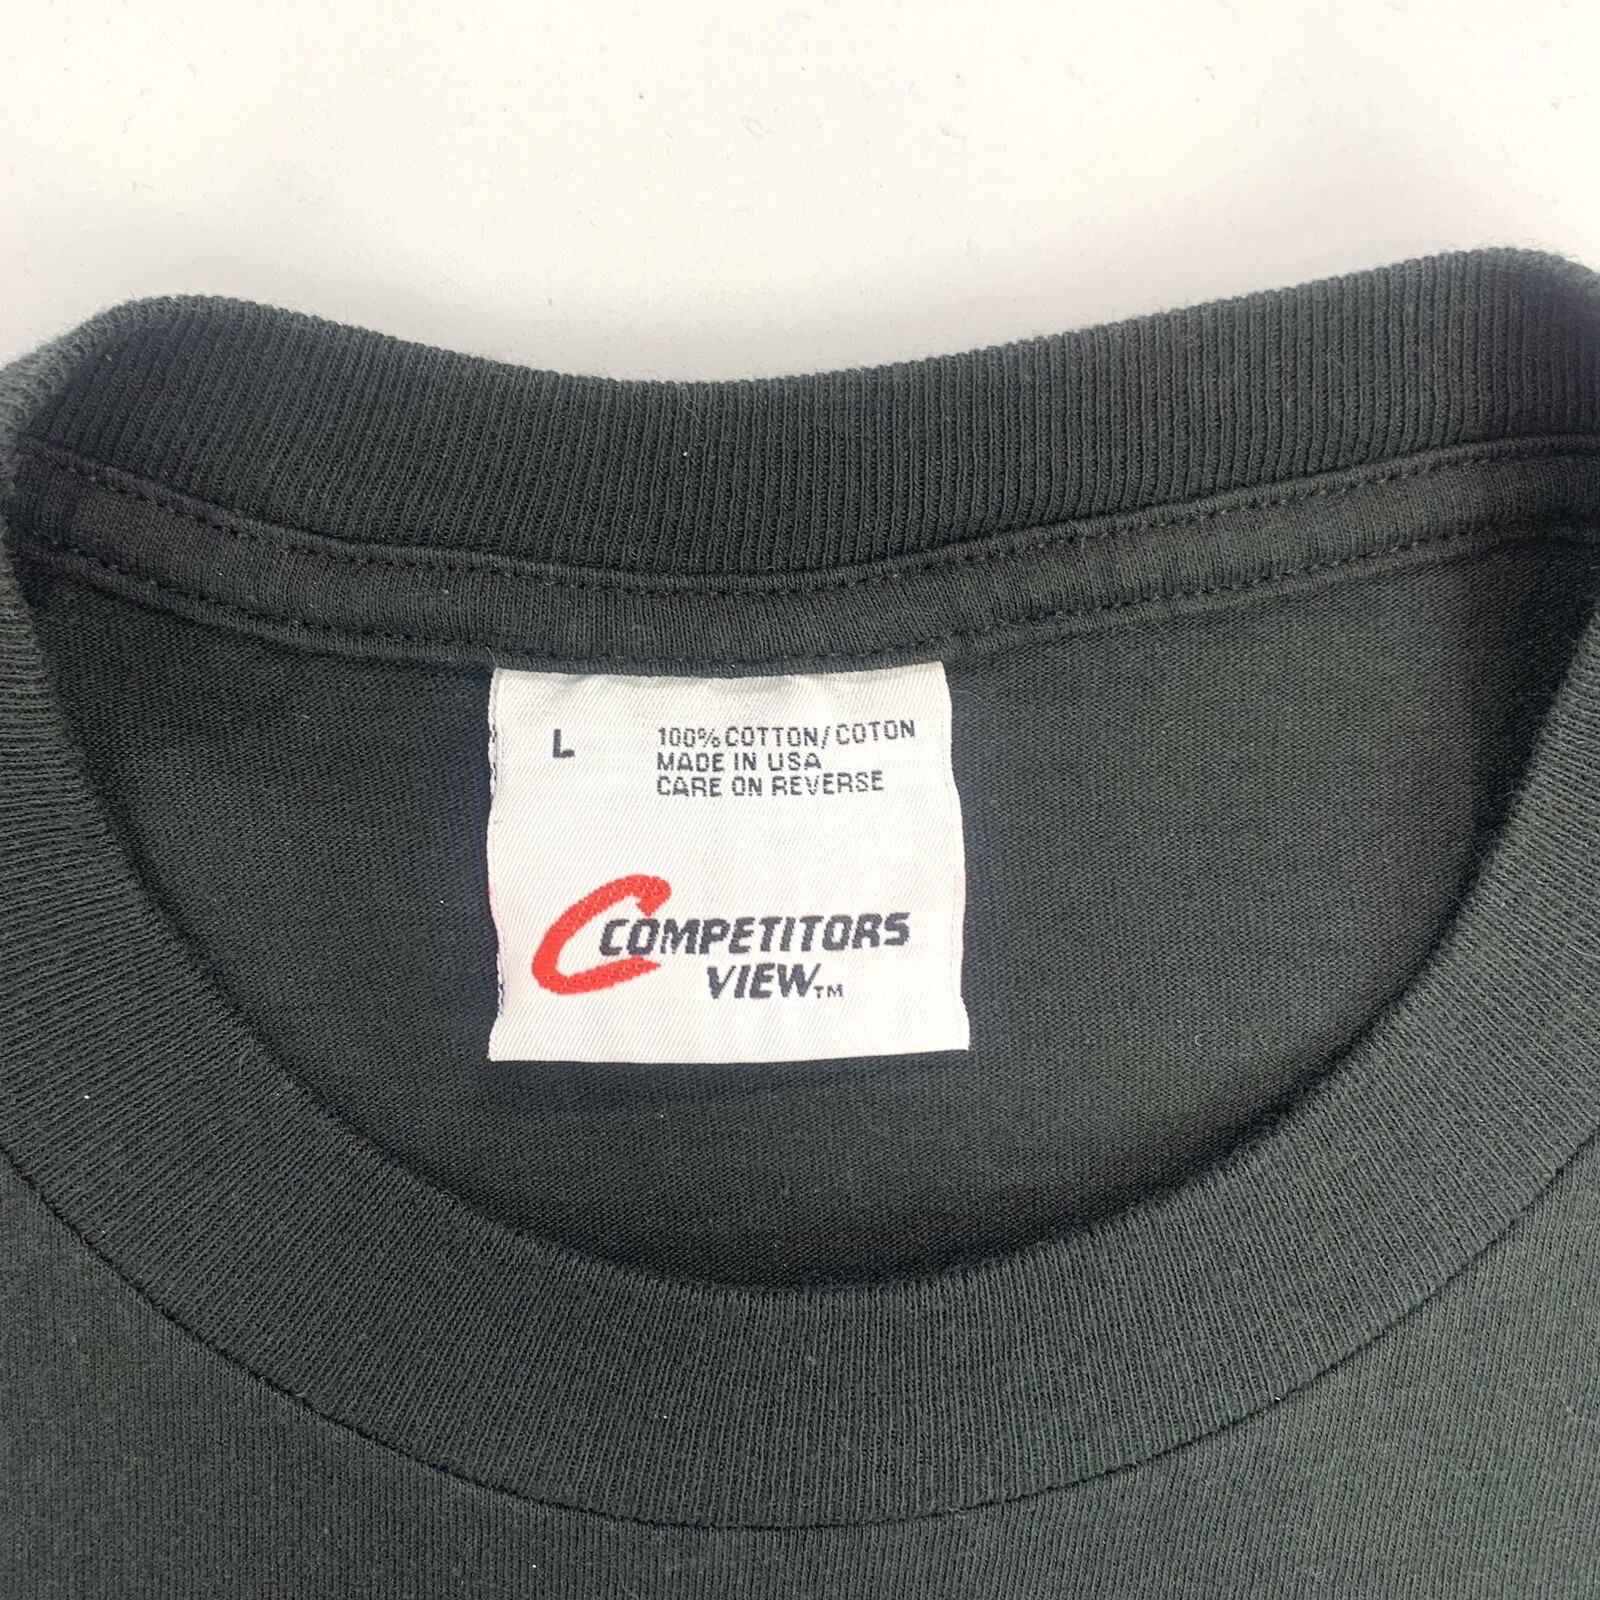 L
100% COTTON/COTON
MADE IN USA
CARE ON REVERSE
C COMPETITORS
VIEW™